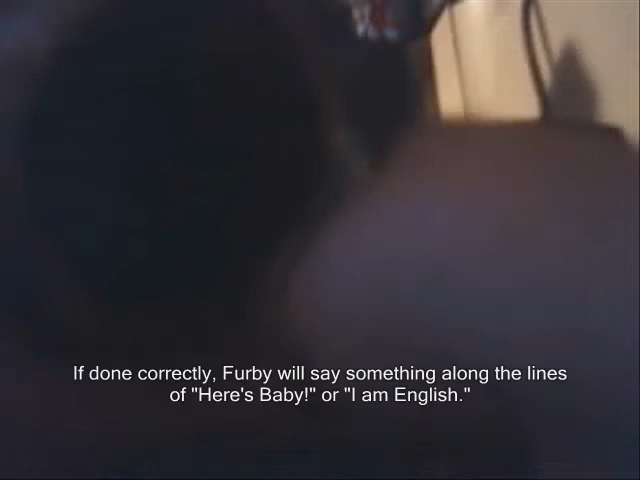 If done correctly, Furby will say something along the lines
of "Here's Baby!" or "I am English."